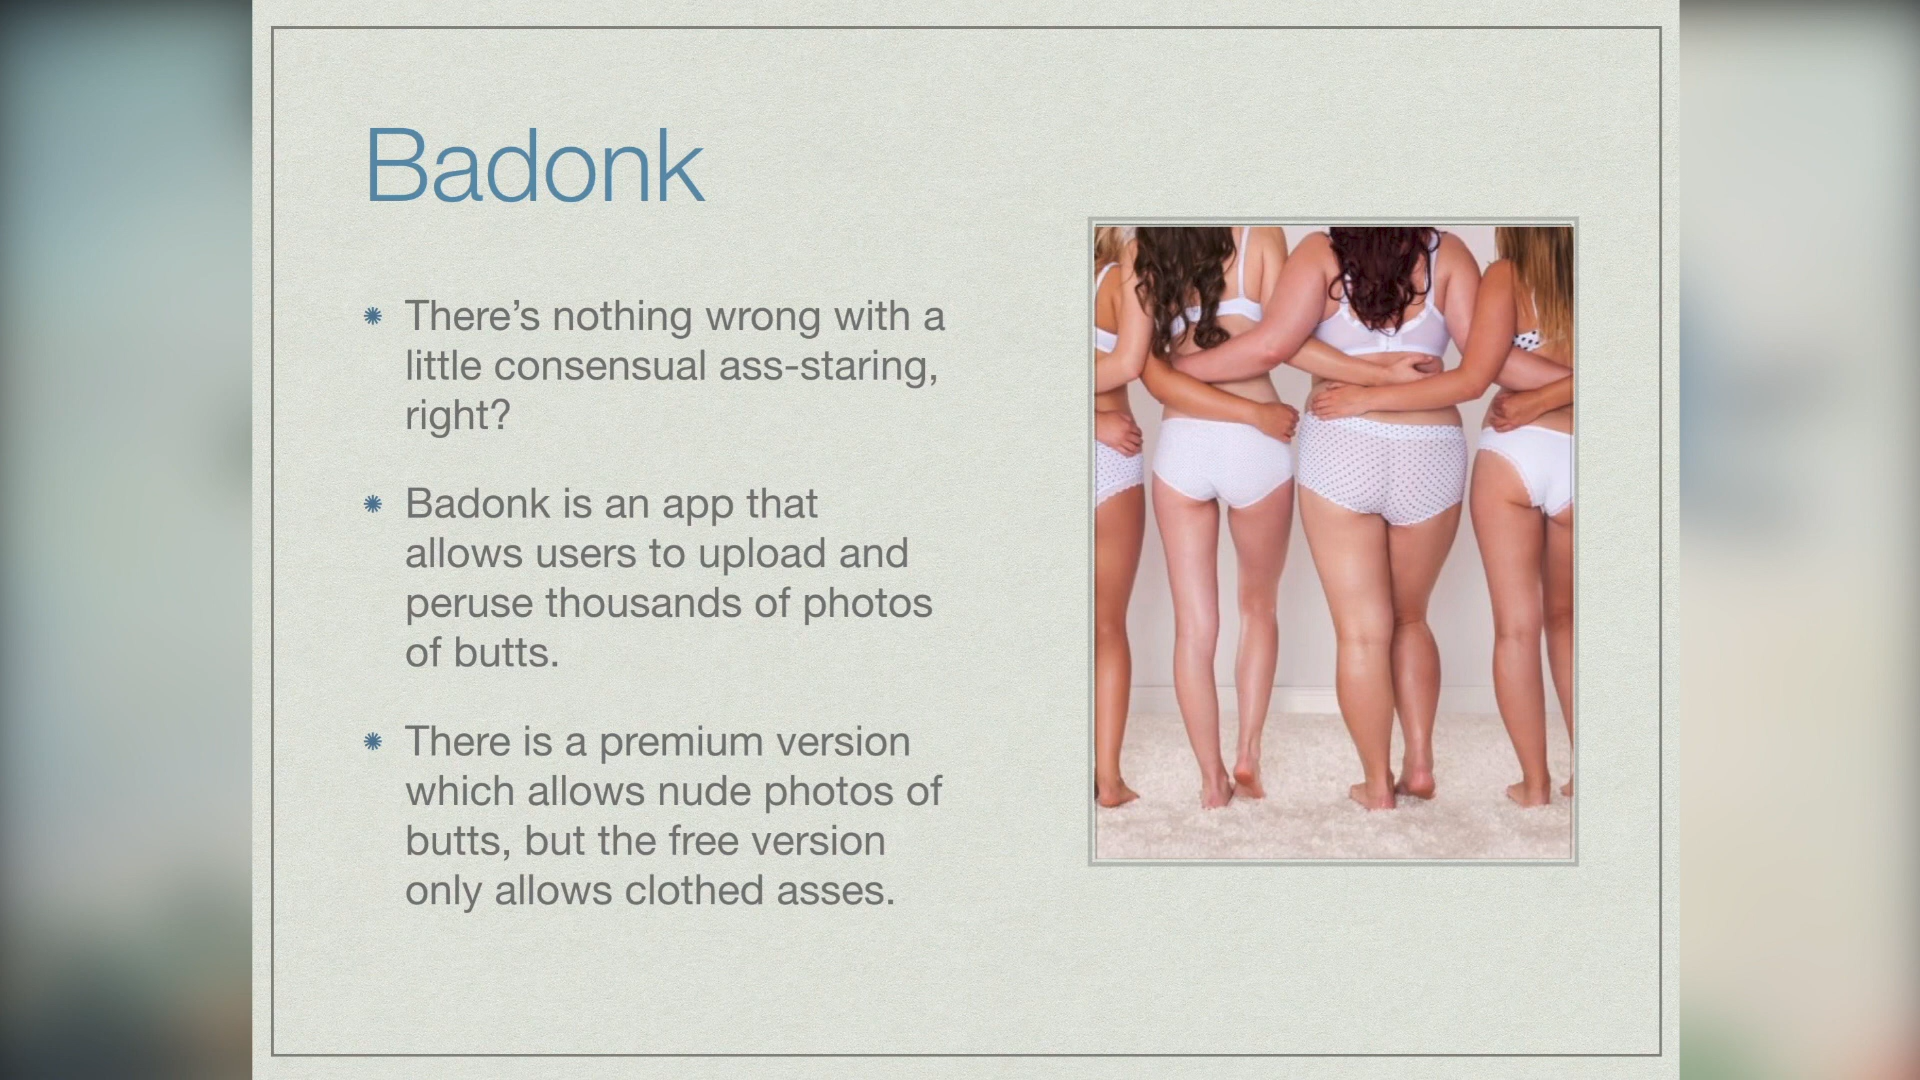 Badonk
There’s nothing wrong with a
little consensual ass-staring,
right?
Badonk is an app that
allows users to upload and
peruse thousands of photos
of butts.
There is a premium version
which allows nude photos of
butts, but the free version
only allows clothed asses.